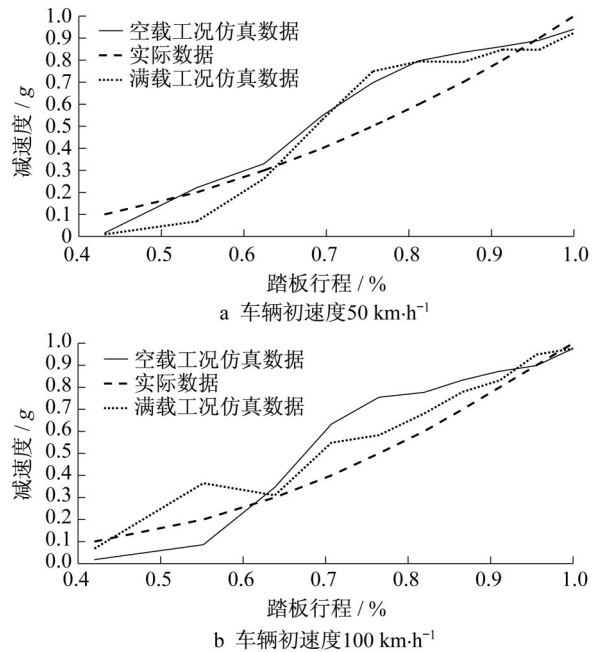 1.0
0.9
0.8
0.7
0.6
0.5
0.4
0.3
0.2
0.1
0
减速度 / g
空载工况仿真数据
实际数据
满载工况仿真数据
0.4 0.5 0.6 0.7 0.8 0.9 1.0
踏板行程 / %
a 车辆初速度50 km·h⁻¹
1.0
0.9
0.8
0.7
0.6
0.5
0.4
0.3
0.2
0.1
0.0
减速度 / g
空载工况仿真数据
实际数据
满载工况仿真数据
0.4 0.5 0.6 0.7 0.8 0.9 1.0
踏板行程 / %
b 车辆初速度100 km·h⁻¹